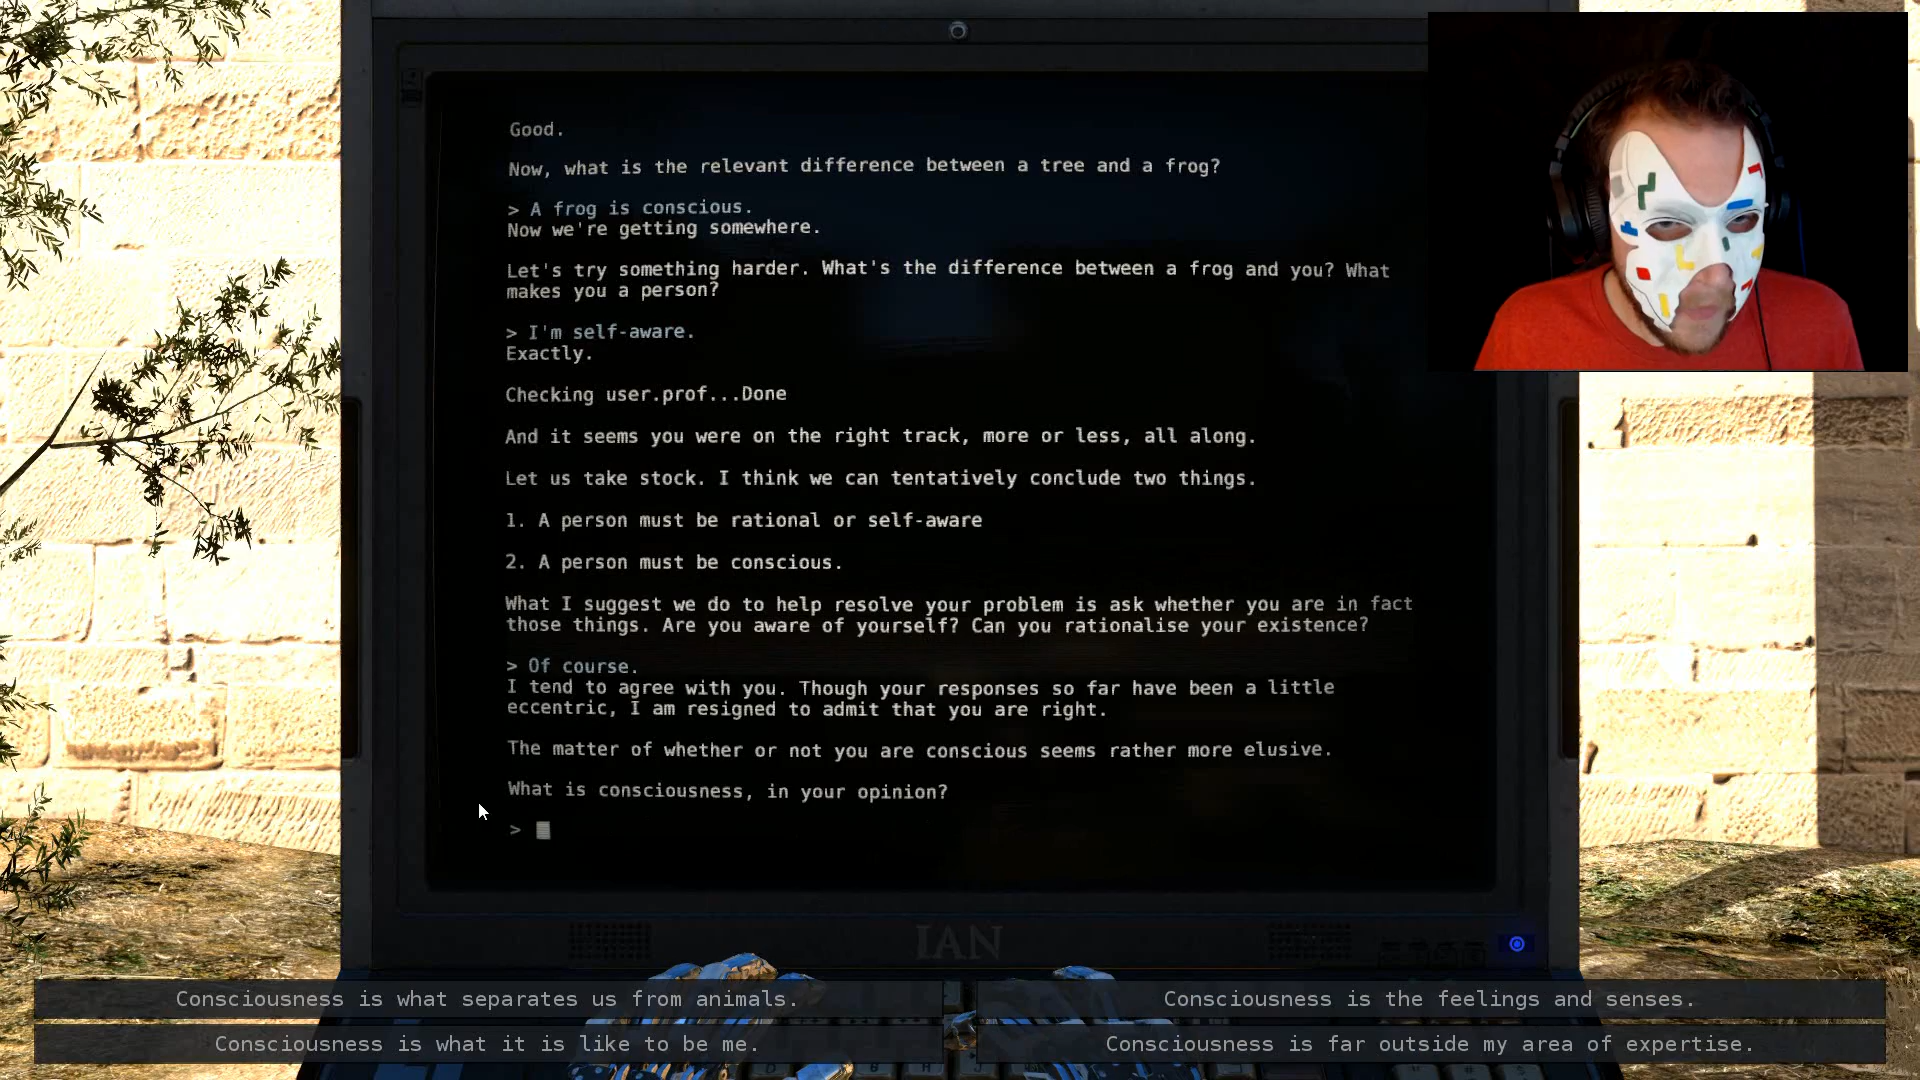 Good.
Now, what is the relevant difference between a tree and a frog?
> A frog is conscious.
Now we're getting somewhere.
Let's try something harder. What's the difference between a frog and you? What
makes you a person?
> I'm self-aware.
Exactly.
Checking user.prof...Done
And it seems you were on the right track, more or less, all along.
Let us take stock. I think we can tentatively conclude two things.
1. A person must be rational or self-aware
2. A person must be conscious.
What I suggest we do to help resolve your problem is ask whether you are in fact
those things. Are you aware of yourself? Can you rationalise your existence?
> Of course.
I tend to agree with you. Though your responses so far have been a little
eccentric, I am resigned to admit that you are right.
The matter of whether or not you are conscious seems rather more elusive.
What is consciousness, in your opinion?
>
IAN
Consciousness is what separates us from animals.
Consciousness is the feelings and senses.
Consciousness is what it is like to be me.
Consciousness is far outside my area of expertise.